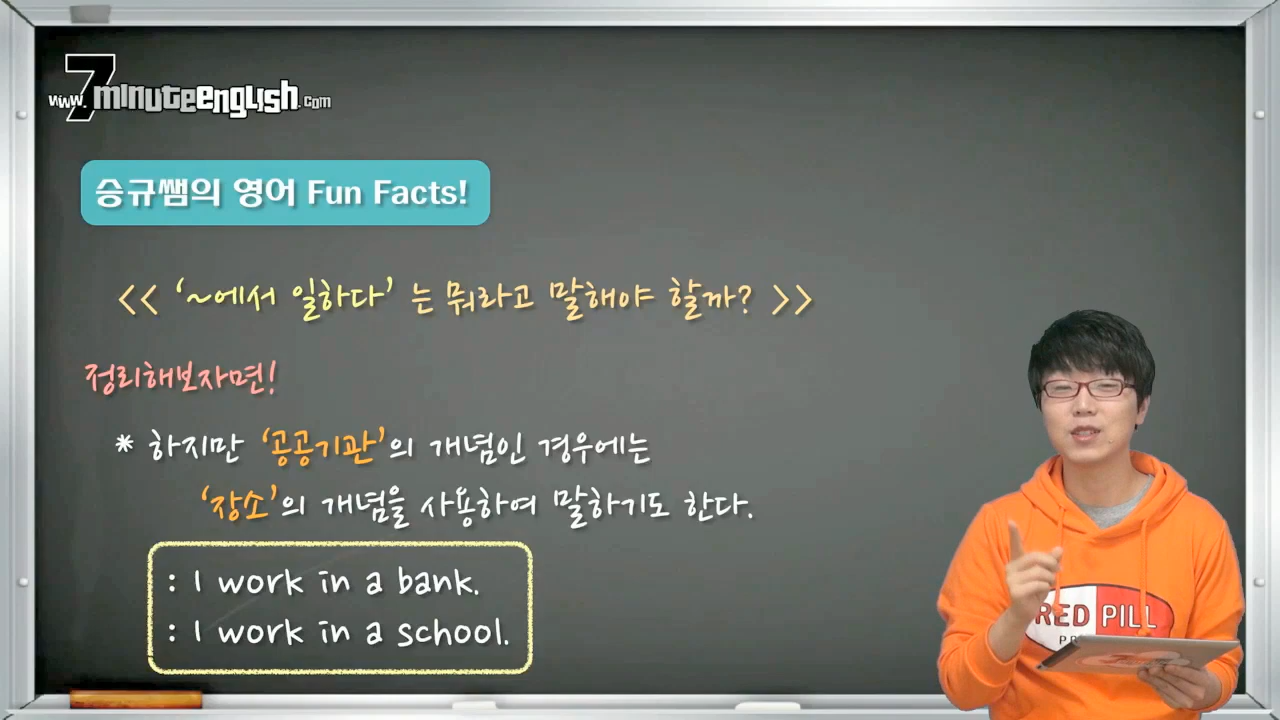 www.7minuteenglish.com
승규쌤의 영어 Fun Facts!
<< '~에서 일하다' 는 뭐라고 말해야 할까? >>
정리해보자면!
* 하지만 '공공기관'의 개념인 경우에는
'장소'의 개념을 사용하여 말하기도 한다.
: I work in a bank.
: I work in a school.
RED PILL